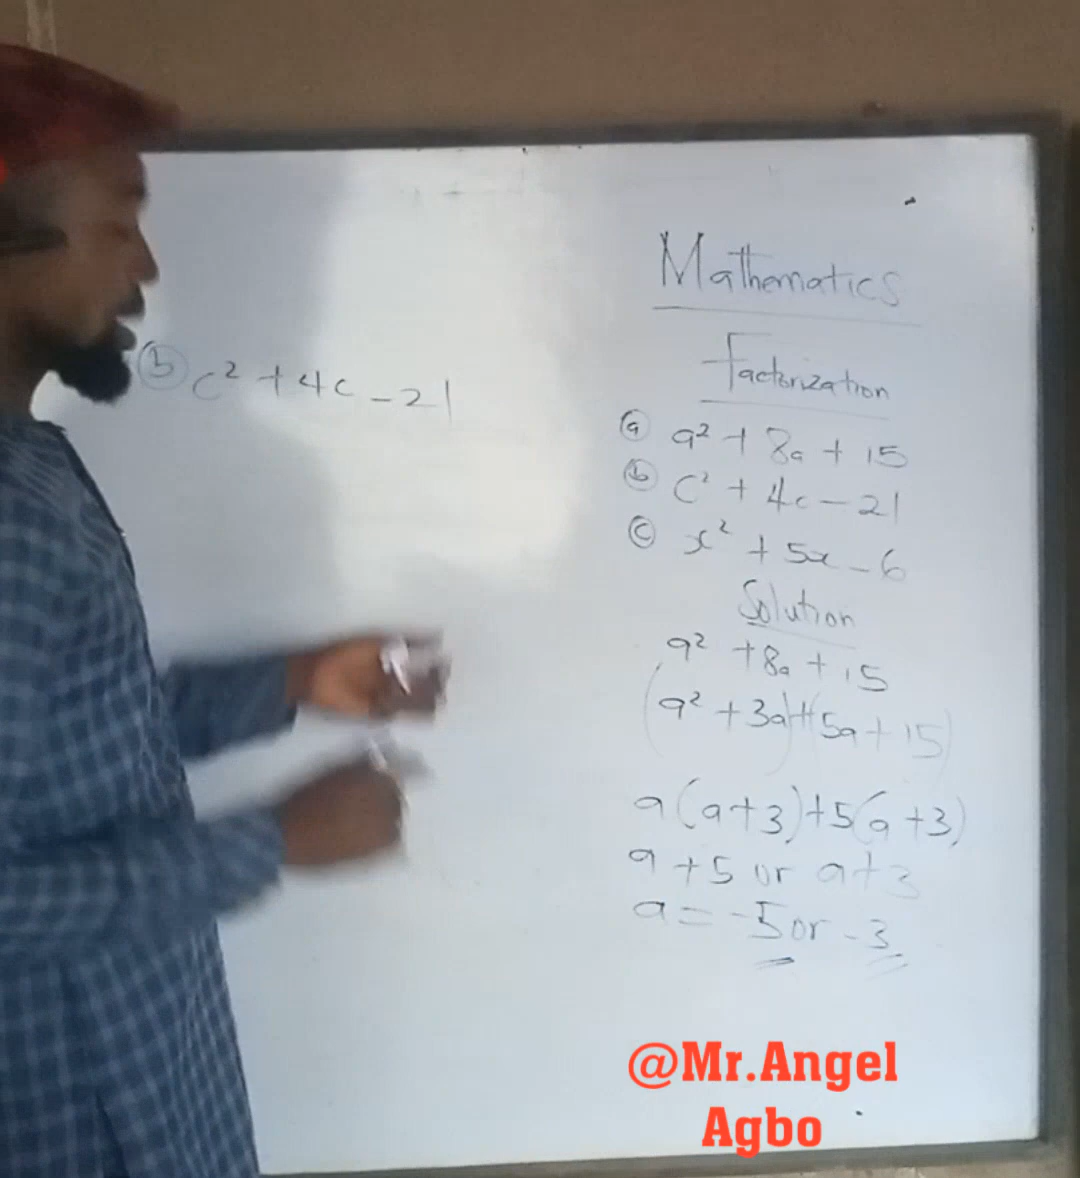 ⓑ c² + 4c - 21
Mathematics
Factorization
ⓐ a² + 8a + 15
ⓑ c² + 4c - 21
ⓒ x² + 5x - 6
Solution
a² + 8a + 15
(a² + 3a)+(5a + 15)
a(a+3)+5(a+3)
a + 5 or a+3
a = -5 or -3
@Mr.Angel
Agbo